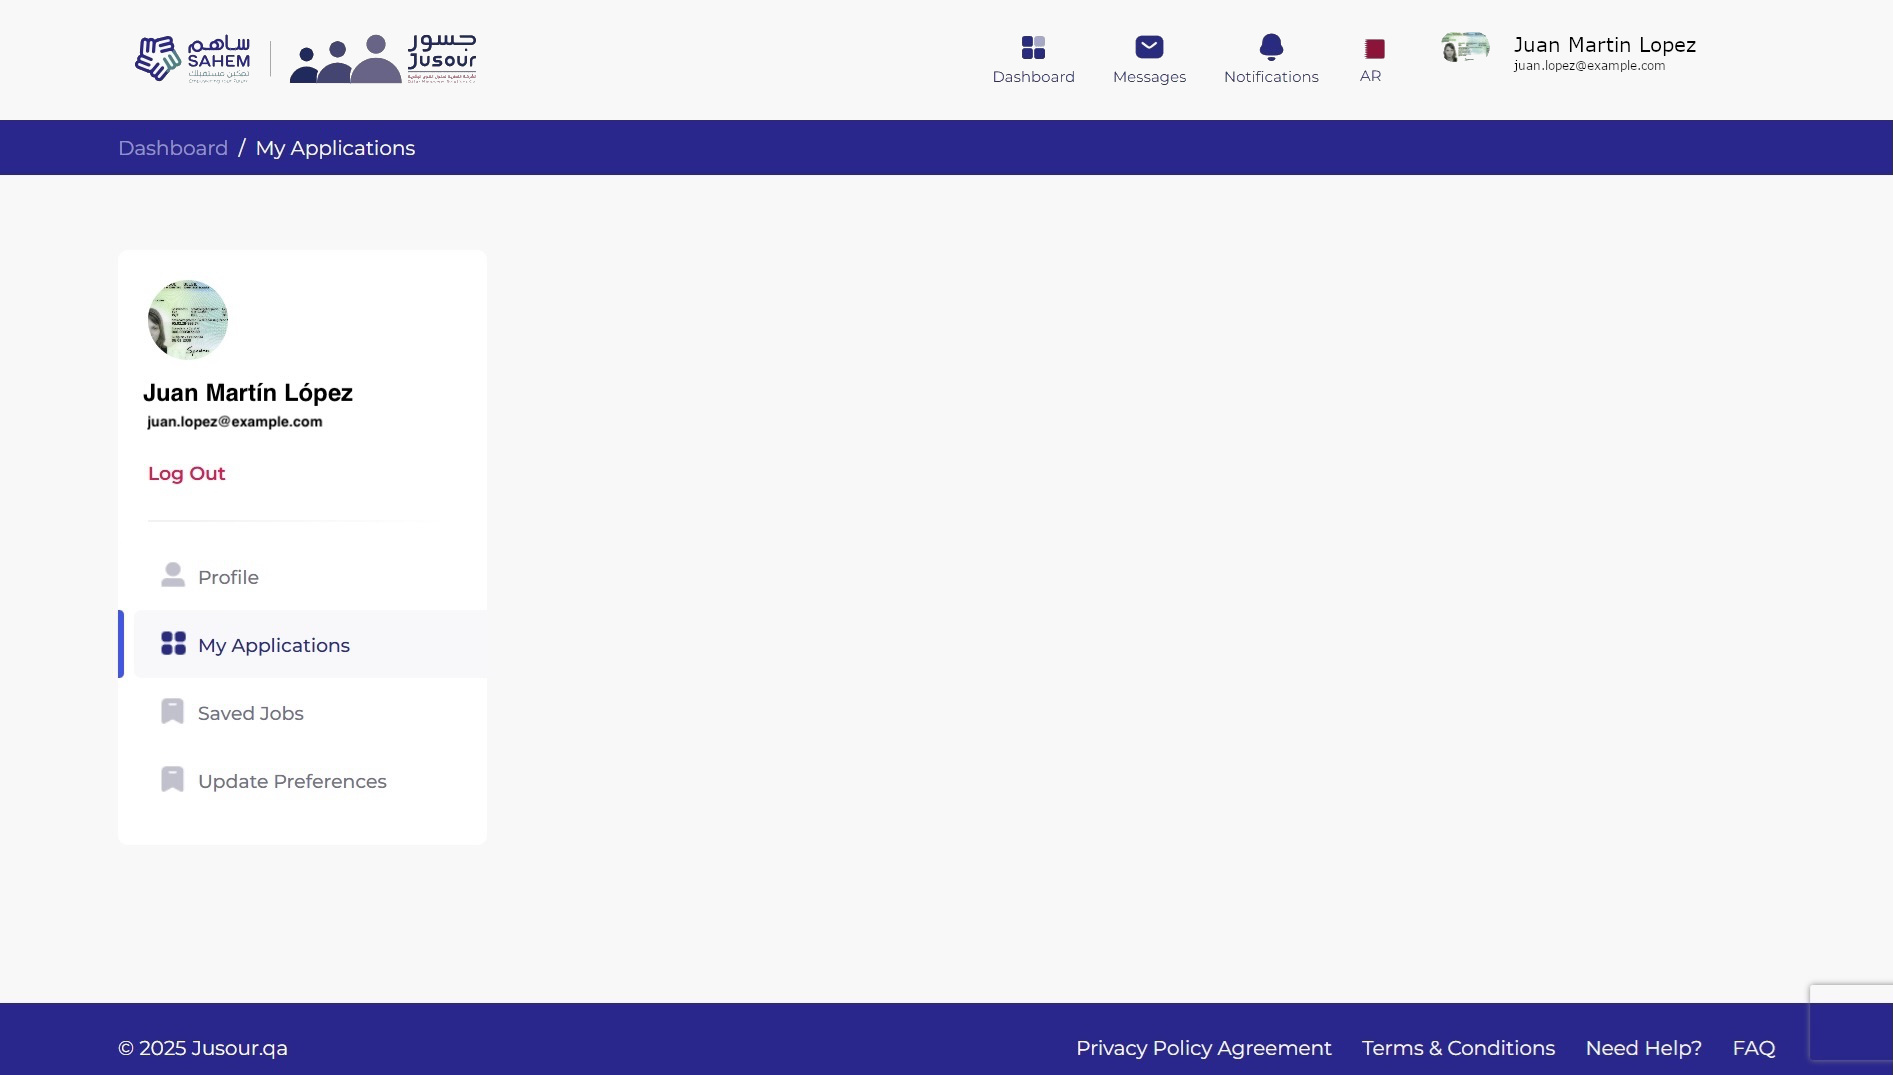 ساهم
SAHEM
تمكين مستقبلك
جسور
Jusour
Dashboard
Messages
Notifications
AR
Juan Martin Lopez
juan.lopez@example.com
Dashboard / My Applications
Juan Martín López
juan.lopez@example.com
Log Out
Profile
My Applications
Saved Jobs
Update Preferences
© 2025 Jusour.qa
Privacy Policy Agreement
Terms & Conditions
Need Help?
FAQ